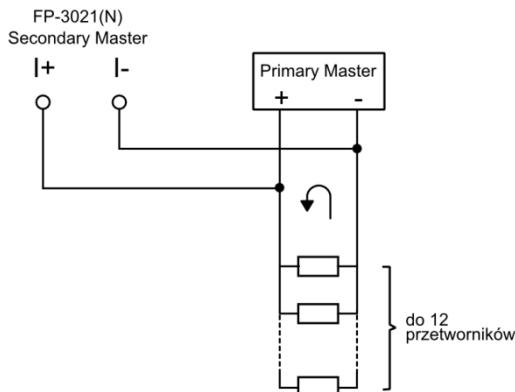 FP-3021(N)
Secondary Master
I+ I-
Primary Master
+ -
do 12
przetworników